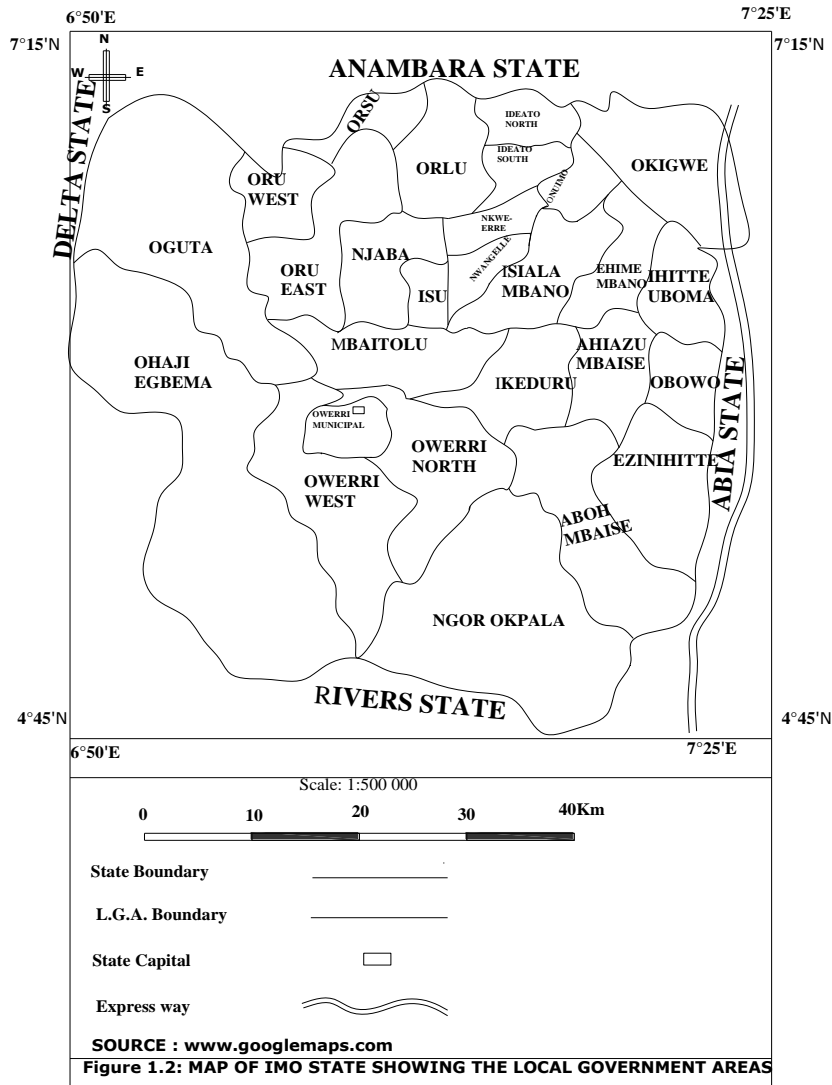 6°50'E
7°25'E
7°15'N
7°15'N
N
W E
S
ANAMBARA STATE
DELTA STATE
ORSU
IDEATO
NORTH
IDEATO
SOUTH
ORLU
OKIGWE
ORU
WEST
ONUIMO
NKWE-
ERRE
OGUTA
NJABA
NWANGELLE
ORU
EAST
ISU
ISIALA
MBANO
EHIME
MBANO
IHITTE
UBOMA
MBAITOLU
AHIAZU
MBAISE
OHAJI
EGBEMA
IKEDURU
OBOWO
ABIA STATE
OWERRI
MUNICIPAL
OWERRI
NORTH
EZINIHITTE
OWERRI
WEST
ABOH
MBAISE
NGOR OKPALA
RIVERS STATE
4°45'N
4°45'N
6°50'E
7°25'E
Scale: 1:500 000
0 10 20 30 40Km
State Boundary
L.G.A. Boundary
State Capital
Express way
SOURCE : www.googlemaps.com
Figure 1.2: MAP OF IMO STATE SHOWING THE LOCAL GOVERNMENT AREAS